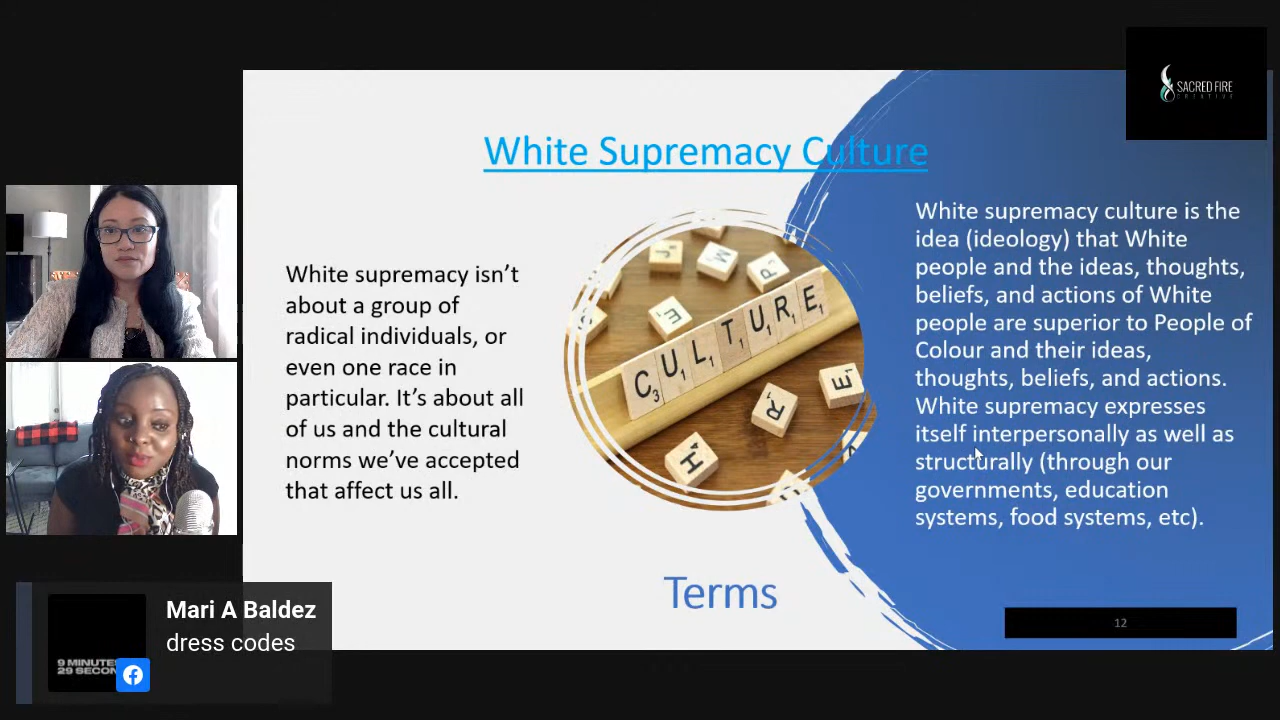 SACRED FIRE
CREATIVE
White Supremacy Culture
White supremacy isn’t
about a group of
radical individuals, or
even one race in
particular. It’s about all
of us and the cultural
norms we’ve accepted
that affect us all.
J
W
P
E
CULTURE
E
R
H
White supremacy culture is the
idea (ideology) that White
people and the ideas, thoughts,
beliefs, and actions of White
people are superior to People of
Colour and their ideas,
thoughts, beliefs, and actions.
White supremacy expresses
itself interpersonally as well as
structurally (through our
governments, education
systems, food systems, etc).
Terms
12
Mari A Baldez
dress codes
9 MINUTES
29 SECON